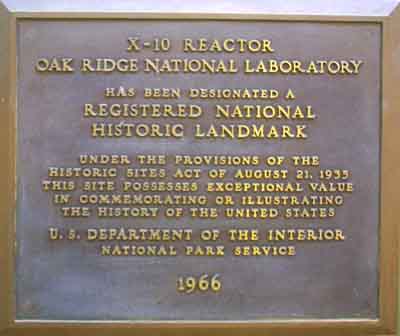 X-10 REACTOR
OAK RIDGE NATIONAL LABORATORY
HAS BEEN DESIGNATED A
REGISTERED NATIONAL
HISTORIC LANDMARK
UNDER THE PROVISIONS OF THE
HISTORIC SITES ACT OF AUGUST 21, 1935
THIS SITE POSSESSES EXCEPTIONAL VALUE
IN COMMEMORATING OR ILLUSTRATING
THE HISTORY OF THE UNITED STATES
U. S. DEPARTMENT OF THE INTERIOR
NATIONAL PARK SERVICE
1966